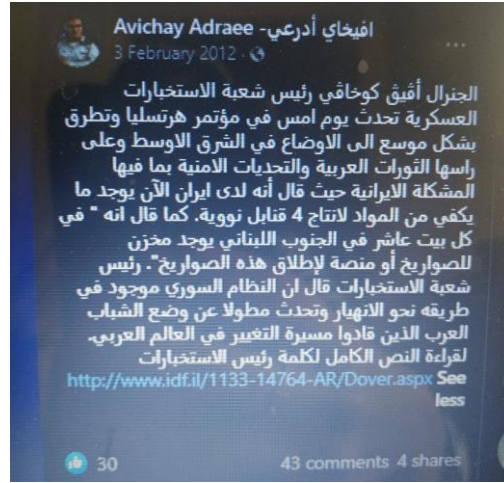 Avichay Adraee -افيخاي أدرعي
3 February 2012
الجنرال أڤيڤ كوخاڤي رئيس شعبة الاستخبارات
العسكرية تحدث يوم امس في مؤتمر هرتسليا وتطرق
بشكل موسع الى الاوضاع في الشرق الاوسط وعلى
راسها الثورات العربية والتحديات الامنية بما فيها
المشكلة الايرانية حيث قال أنه لدى ايران الآن يوجد ما
يكفي من المواد لانتاج 4 قنابل نووية. كما قال انه " في
كل بيت عاشر في الجنوب اللبناني يوجد مخزن
للصواريخ أو منصة لإطلاق هذه الصواريخ". رئيس
شعبة الاستخبارات قال ان النظام السوري موجود في
طريقه نحو الانهيار وتحدث مطولا عن وضع الشباب
العرب الذين قادوا مسيرة التغيير في العالم العربي.
لقراءة النص الكامل لكلمة رئيس الاستخبارات
http://www.idf.il/1133-14764-AR/Dover.aspx See
less
30 43 comments 4 shares